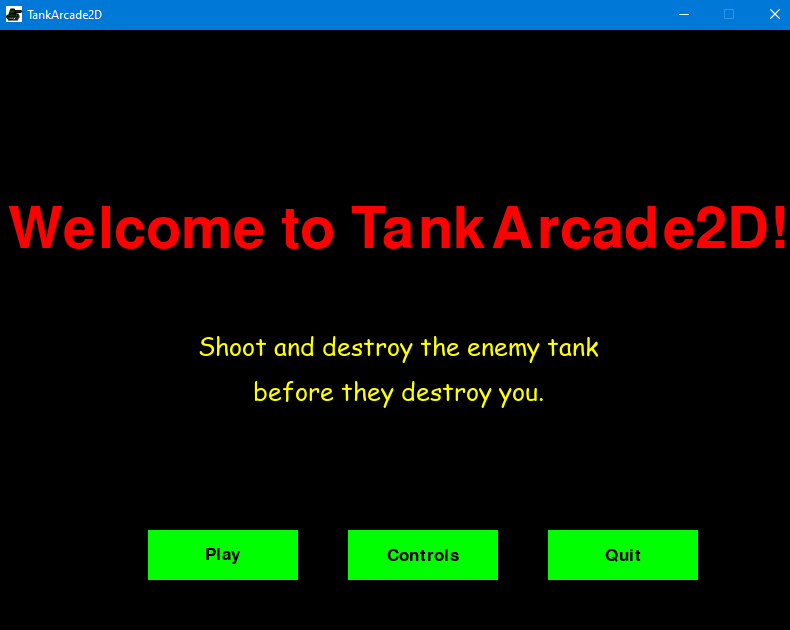 TankArcade2D
Welcome to TankArcade2D!
Shoot and destroy the enemy tank
before they destroy you.
Play
Controls
Quit